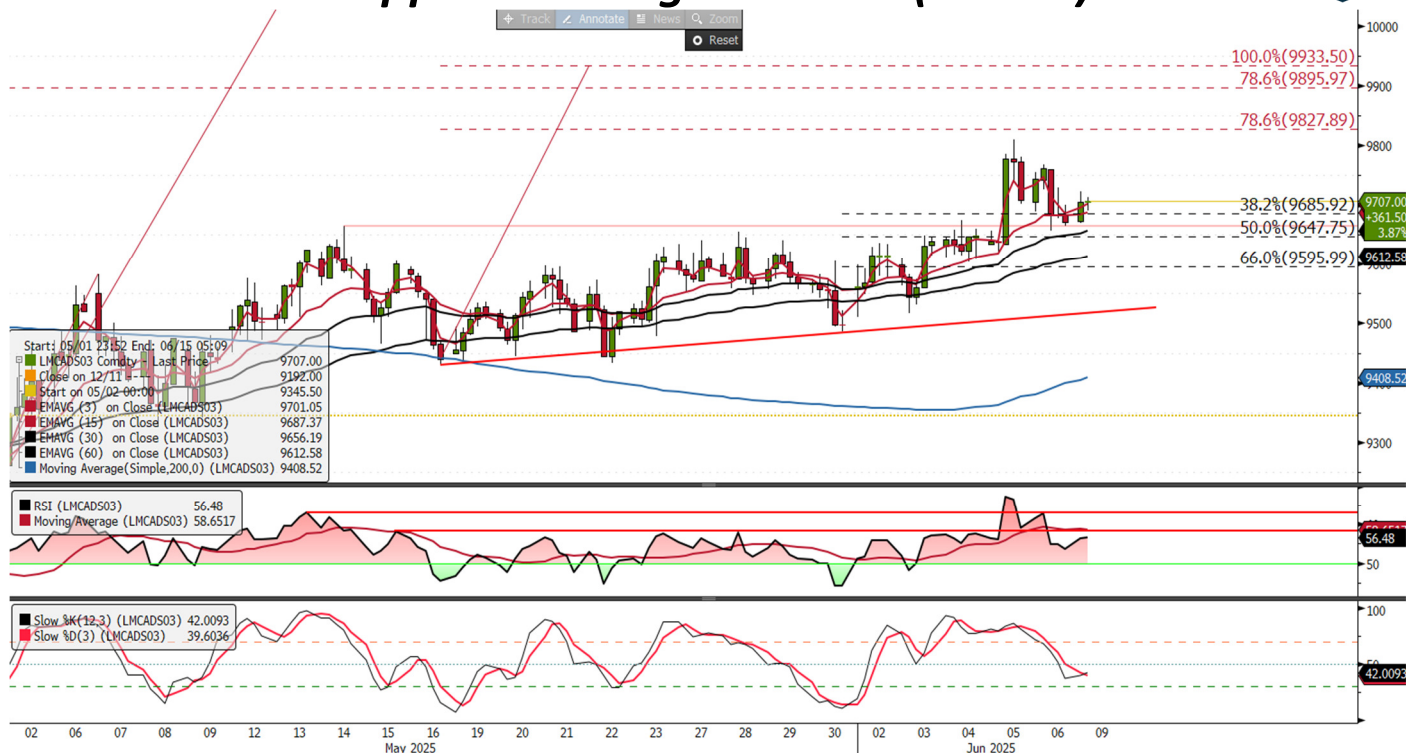 Track Annotate News Zoom
Reset
10000
100.0%(9933.50)
78.6%(9895.97)
9900
78.6%(9827.89)
9800
38.2%(9685.92)
9707.00
+361.50
3.87%
50.0%(9647.75)
66.0%(9595.99)
9612.58
9500
9408.52
9300
Start: 05/01 23:52 End: 06/15 05:09
LMCADS03 Comdty - Last Price 9707.00
Close on 12/11 ---- 9192.00
Start on 05/02 00:00 9345.50
EMAVG (3) on Close (LMCADS03) 9701.05
EMAVG (15) on Close (LMCADS03) 9687.37
EMAVG (30) on Close (LMCADS03) 9656.19
EMAVG (60) on Close (LMCADS03) 9612.58
Moving Average(Simple,200,0) (LMCADS03) 9408.52
RSI (LMCADS03) 56.48
Moving Average (LMCADS03) 58.6517
56.48
50
Slow %K(12,3) (LMCADS03) 42.0093
Slow %D(3) (LMCADS03) 39.6036
100
42.0093
02 06 07 08 09 12 13 14 15 16 19 20 21 22 23 27 28 29 30 02 03 04 05 06 09
May 2025 Jun 2025